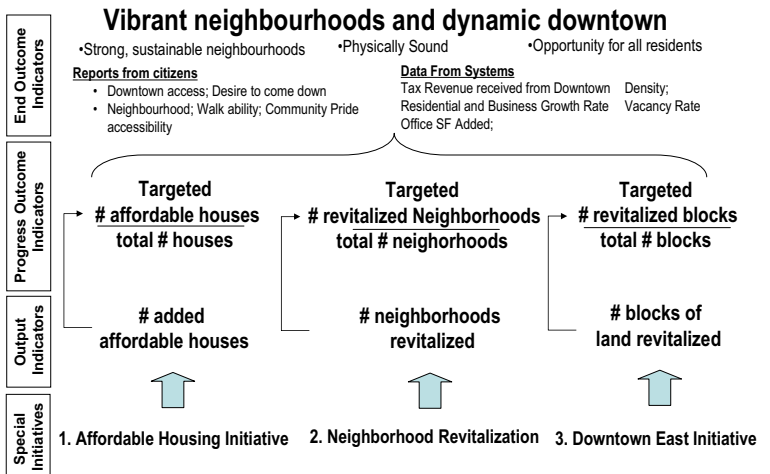 Vibrant neighbourhoods and dynamic downtown
•Strong, sustainable neighbourhoods •Physically Sound •Opportunity for all residents
End Outcome
Indicators
Reports from citizens
• Downtown access; Desire to come down
• Neighbourhood; Walk ability; Community Pride
accessibility
Data From Systems
Tax Revenue received from Downtown Density;
Residential and Business Growth Rate Vacancy Rate
Office SF Added;
Progress Outcome
Indicators
Targeted
# affordable houses
total # houses
Targeted
# revitalized Neighborhoods
total # neighorhoods
Targeted
# revitalized blocks
total # blocks
Output
Indicators
# added
affordable houses
# neighborhoods
revitalized
# blocks of
land revitalized
Special
Initiatives
1. Affordable Housing Initiative 2. Neighborhood Revitalization 3. Downtown East Initiative